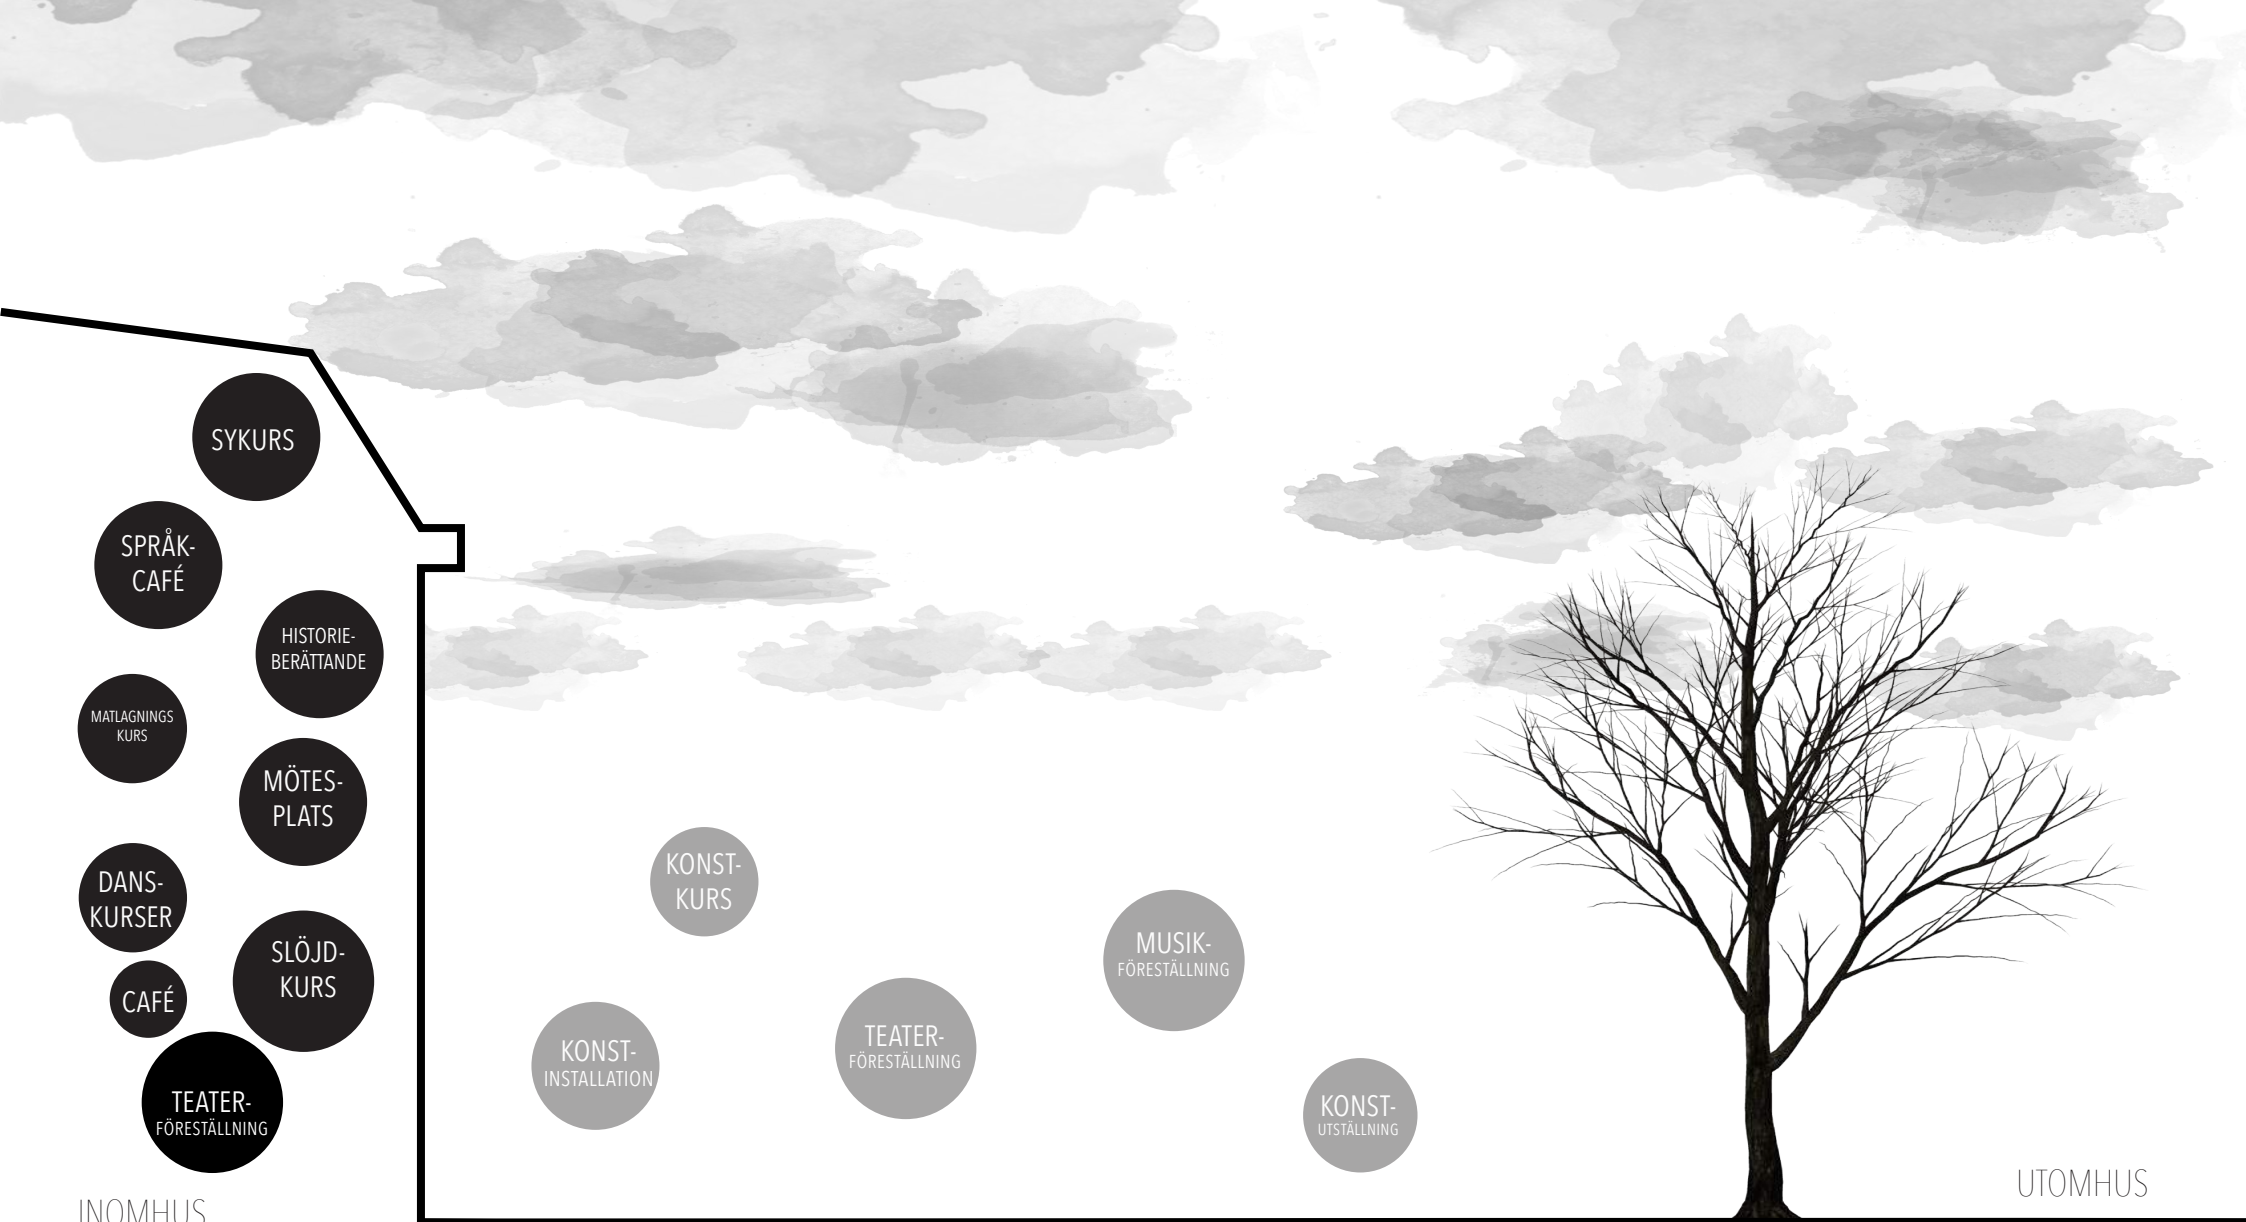 SYKURS
SPRÅK-
CAFÉ
HISTORIE-
BERÄTTANDE
MATLAGNINGS
KURS
MÖTES-
PLATS
DANS-
KURSER
SLÖJD-
KURS
CAFÉ
TEATER-
FÖRESTÄLLNING
INOMHUS
KONST-
KURS
KONST-
INSTALLATION
TEATER-
FÖRESTÄLLNING
MUSIK-
FÖRESTÄLLNING
KONST-
UTSTÄLLNING
UTOMHUS